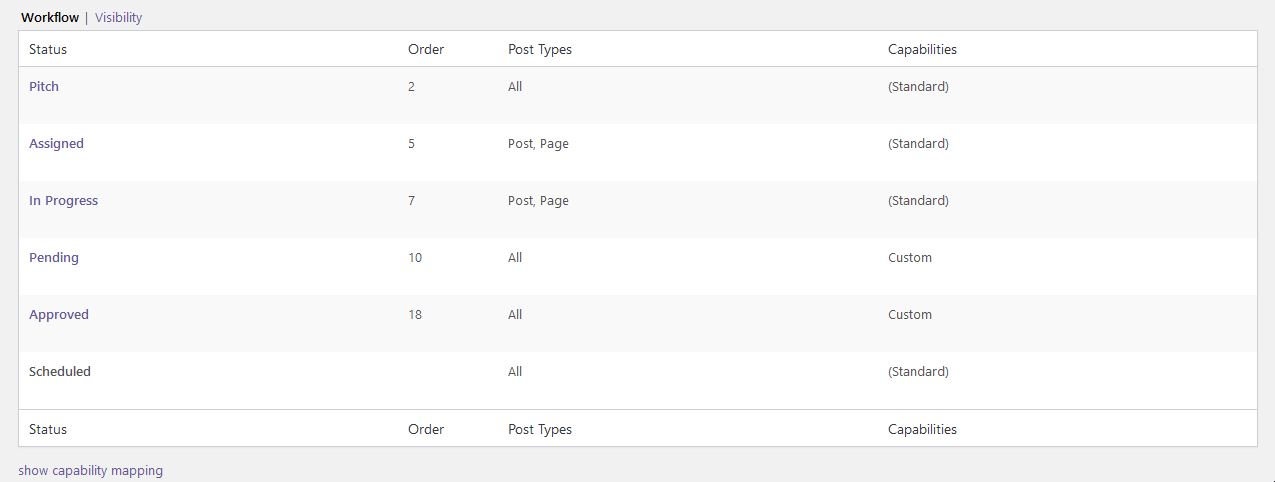 Workflow | Visibility
Status Order Post Types Capabilities
Pitch 2 All (Standard)
Assigned 5 Post, Page (Standard)
In Progress 7 Post, Page (Standard)
Pending 10 All Custom
Approved 18 All Custom
Scheduled All (Standard)
Status Order Post Types Capabilities
show capability mapping